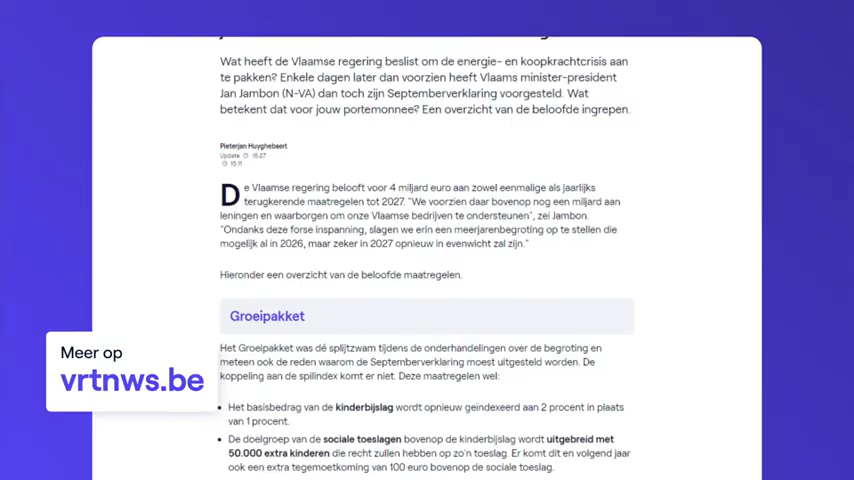 Wat heeft de Vlaamse regering beslist om de energie- en koopkrachtcrisis aan
te pakken? Enkele dagen later dan voorzien heeft Vlaams minister-president
Jan Jambon (N-VA) dan toch zijn Septemberverklaring voorgesteld. Wat
betekent dat voor jouw portemonnee? Een overzicht van de beloofde ingrepen.
Pieterjan Huyghebaert
Update 15:27
15:11
De Vlaamse regering belooft voor 4 miljard euro aan zowel eenmalige als jaarlijks
terugkerende maatregelen tot 2027. "We voorzien daar bovenop nog een miljard aan
leningen en waarborgen om onze Vlaamse bedrijven te ondersteunen", zei Jambon.
"Ondanks deze forse inspanning, slagen we erin een meerjarenbegroting op te stellen die
mogelijk al in 2026, maar zeker in 2027 opnieuw in evenwicht zal zijn."
Hieronder een overzicht van de beloofde maatregelen.
Groeipakket
Het Groeipakket was dé splijtzwam tijdens de onderhandelingen over de begroting en
meteen ook de reden waarom de Septemberverklaring moest uitgesteld worden. De
koppeling aan de spilindex komt er niet. Deze maatregelen wel:
Meer op
vrtnws.be
• Het basisbedrag van de kinderbijslag wordt opnieuw geïndexeerd aan 2 procent in plaats
van 1 procent.
• De doelgroep van de sociale toeslagen bovenop de kinderbijslag wordt uitgebreid met
50.000 extra kinderen die recht zullen hebben op zo'n toeslag. Er komt dit en volgend jaar
ook een extra tegemoetkoming van 100 euro bovenop de sociale toeslag.